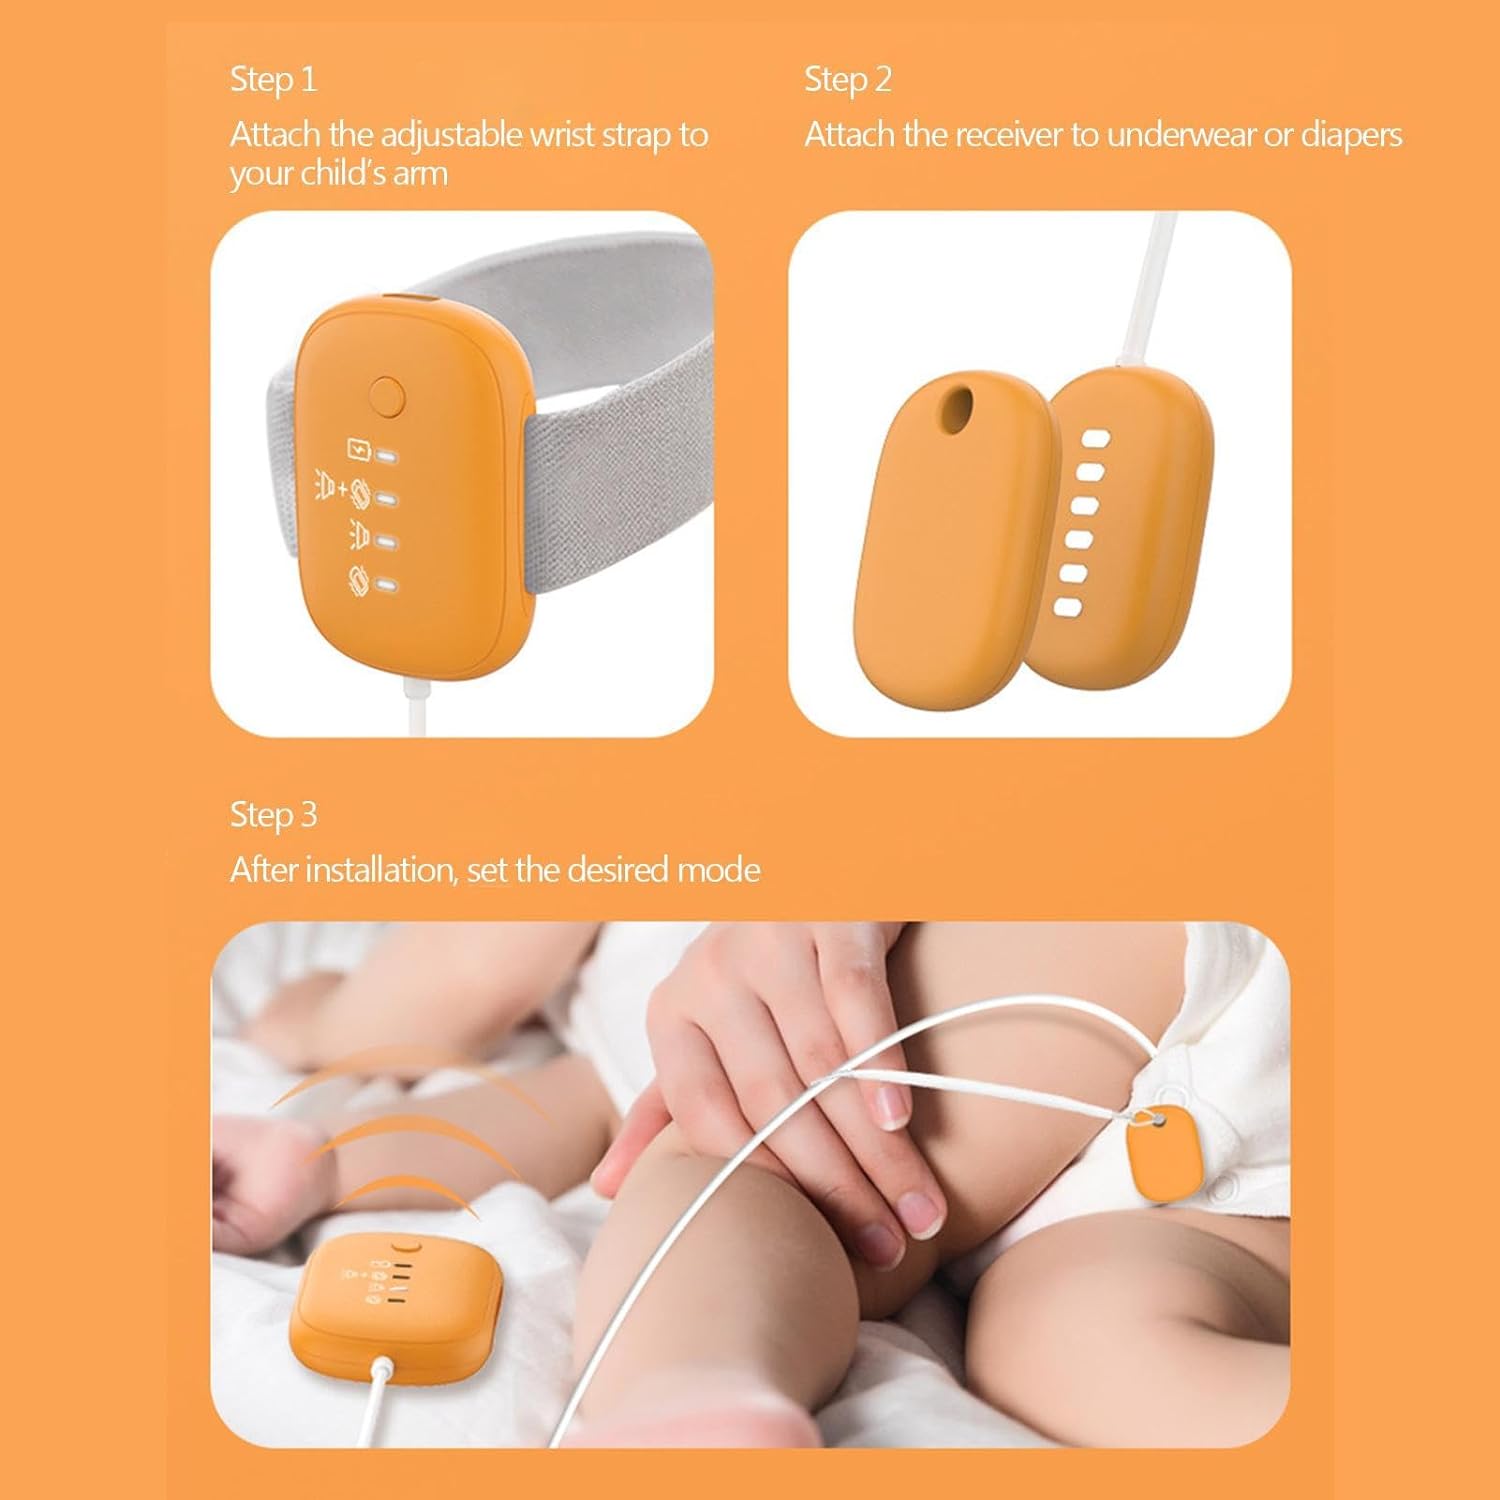 Step 1
Attach the adjustable wrist strap to
your child's arm
Step 2
Attach the receiver to underwear or diapers
Step 3
After installation, set the desired mode